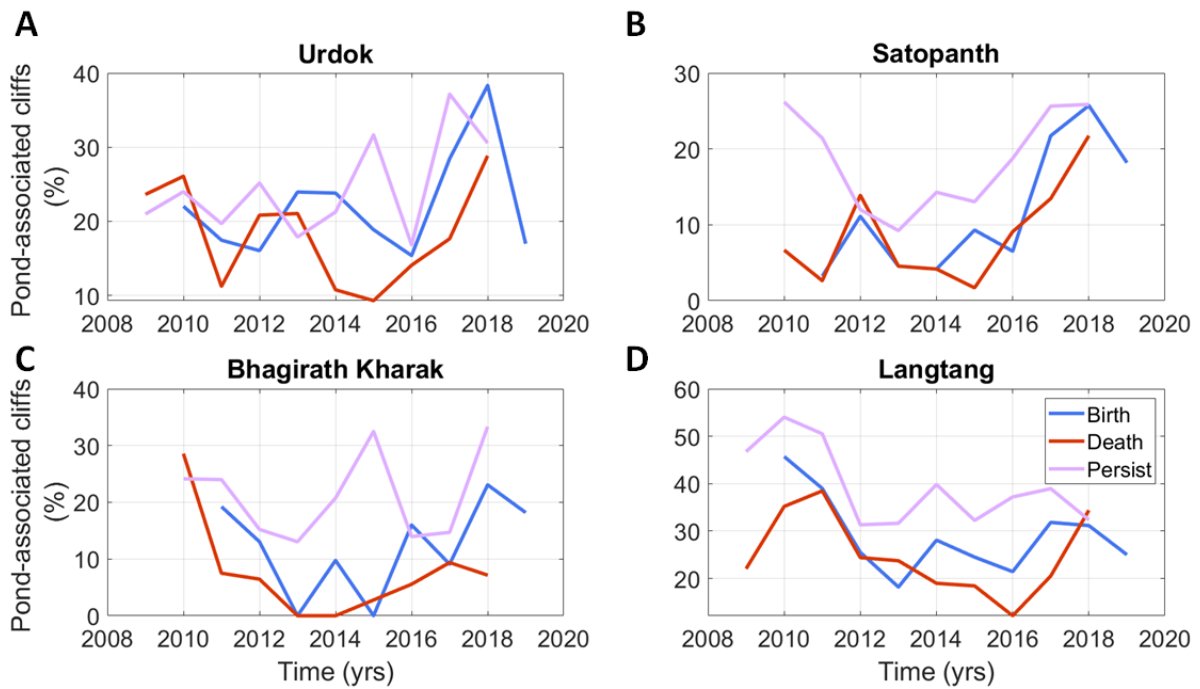 A
B
Urdok
Satopanth
Pond-associated cliffs
(%)
40
30
20
10
2008 2010 2012 2014 2016 2018 2020
30
20
10
0
2008 2010 2012 2014 2016 2018 2020
C
D
Bhagirath Kharak
Langtang
Pond-associated cliffs
(%)
40
30
20
10
0
2008 2010 2012 2014 2016 2018 2020
Time (yrs)
60
50
40
30
20
2008 2010 2012 2014 2016 2018 2020
Time (yrs)
Birth
Death
Persist